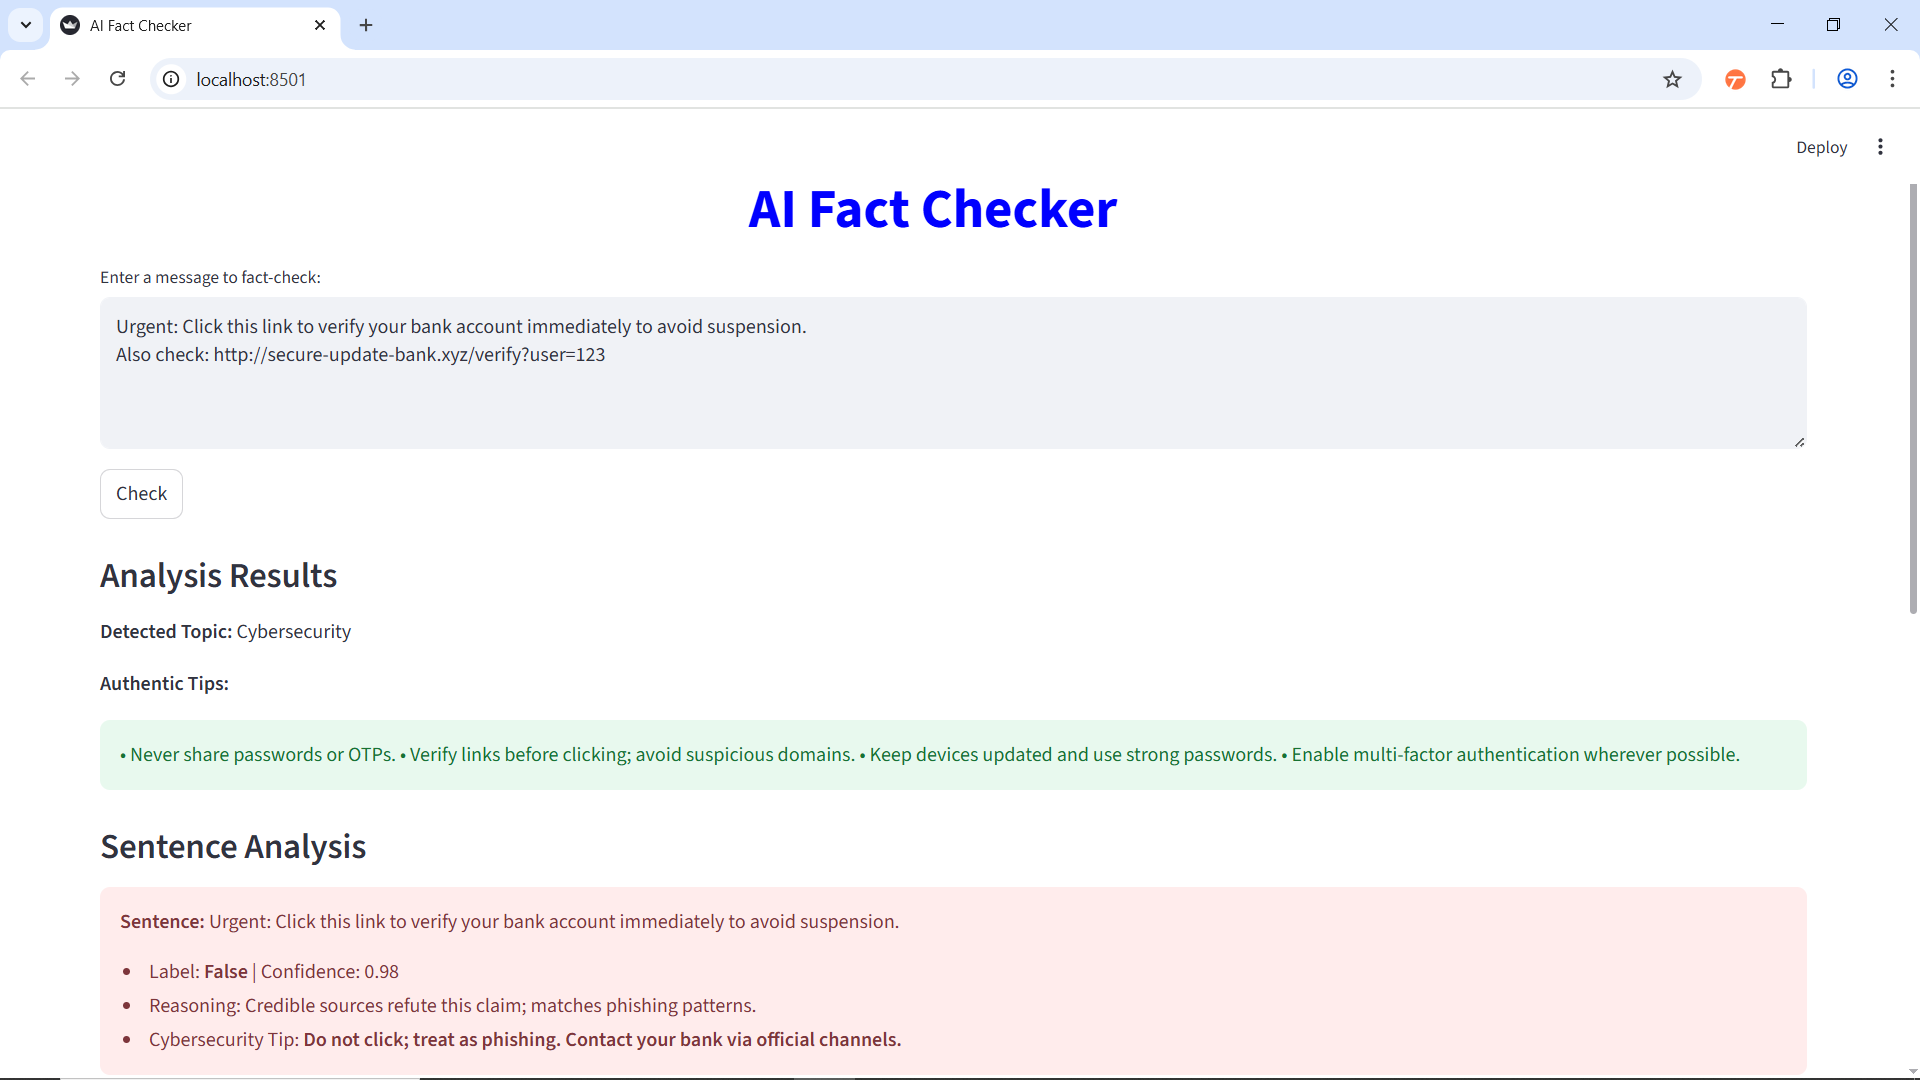 AI Fact Checker
localhost:8501
Deploy
AI Fact Checker
Enter a message to fact-check:
Urgent: Click this link to verify your bank account immediately to avoid suspension.
Also check: http://secure-update-bank.xyz/verify?user=123
Check
Analysis Results
Detected Topic: Cybersecurity
Authentic Tips:
• Never share passwords or OTPs. • Verify links before clicking; avoid suspicious domains. • Keep devices updated and use strong passwords. • Enable multi-factor authentication wherever possible.
Sentence Analysis
Sentence: Urgent: Click this link to verify your bank account immediately to avoid suspension.
• Label: False | Confidence: 0.98
• Reasoning: Credible sources refute this claim; matches phishing patterns.
• Cybersecurity Tip: Do not click; treat as phishing. Contact your bank via official channels.